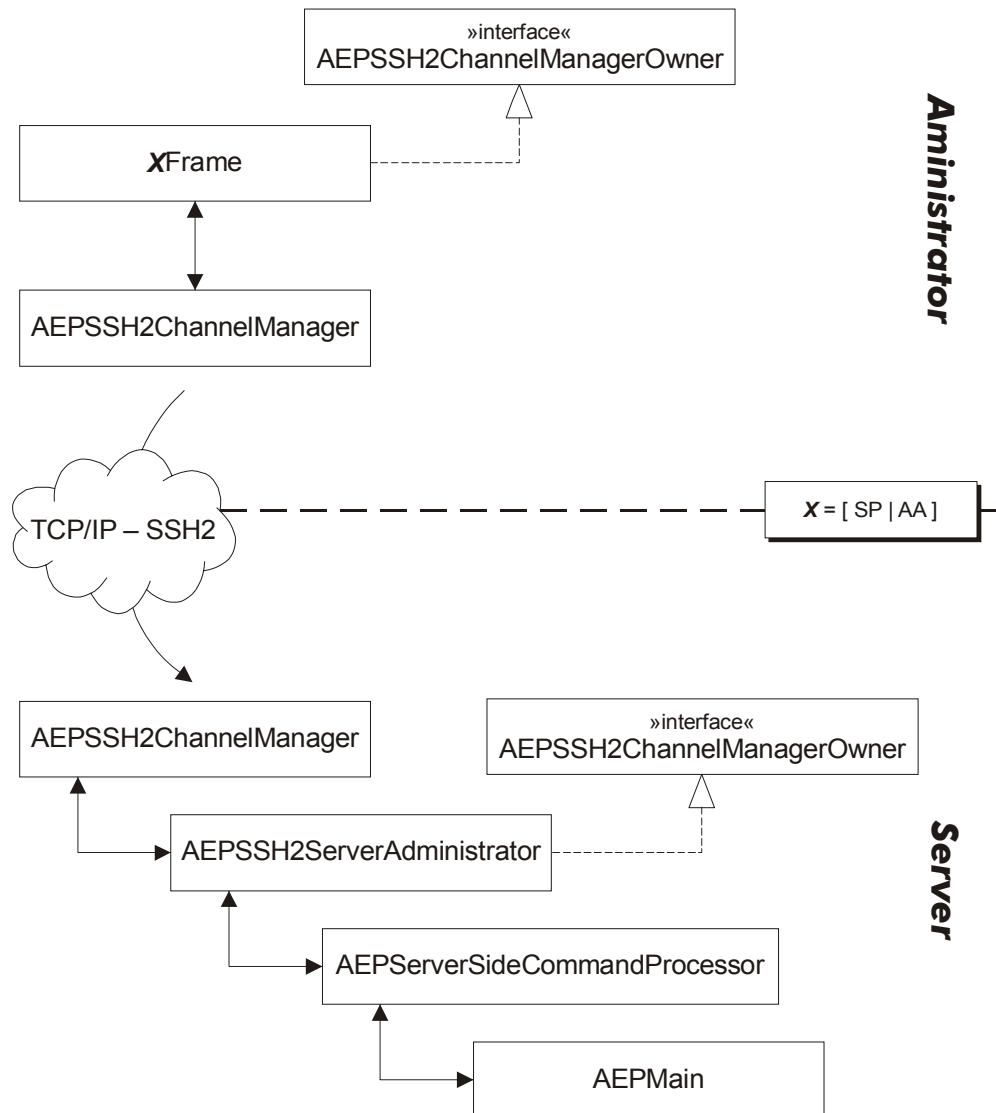 »interface«
AEPSSH2ChannelManagerOwner
XFrame
AEPSSH2ChannelManager
Aministrator
TCP/IP – SSH2
X = [ SP | AA ]
AEPSSH2ChannelManager
»interface«
AEPSSH2ChannelManagerOwner
AEPSSH2ServerAdministrator
Server
AEPServerSideCommandProcessor
AEPMain